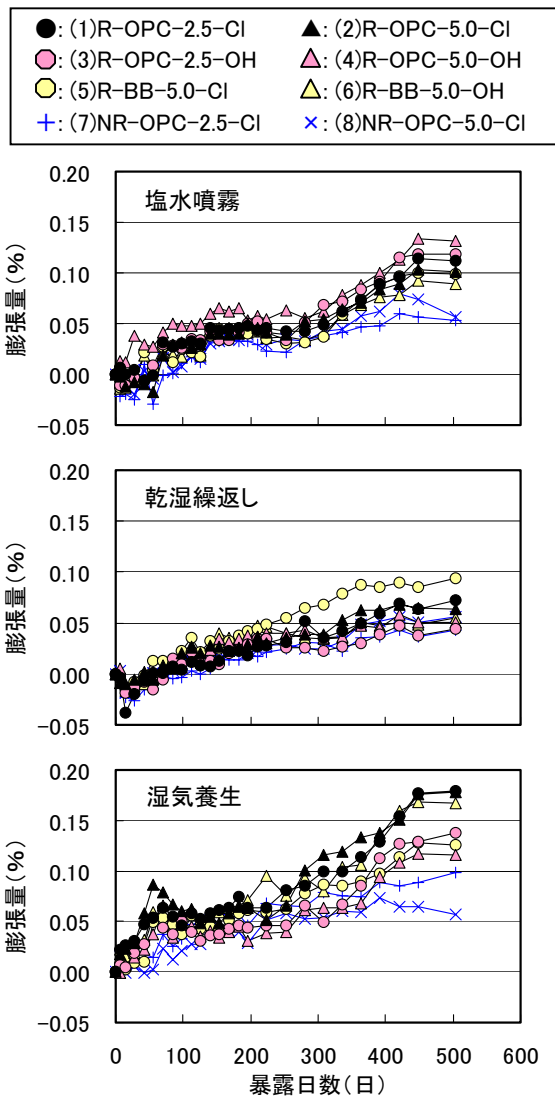 : (1)R-OPC-2.5-Cl
: (2)R-OPC-5.0-Cl
: (3)R-OPC-2.5-OH
: (4)R-OPC-5.0-OH
: (5)R-BB-5.0-Cl
: (6)R-BB-5.0-OH
: (7)NR-OPC-2.5-Cl
: (8)NR-OPC-5.0-Cl
塩水噴霧
膨張量(%)
0.20
0.15
0.10
0.05
0.00
-0.05
乾湿繰返し
膨張量(%)
0.20
0.15
0.10
0.05
0.00
-0.05
湿気養生
膨張量(%)
0.20
0.15
0.10
0.05
0.00
-0.05
0 100 200 300 400 500 600
暴露日数(日)